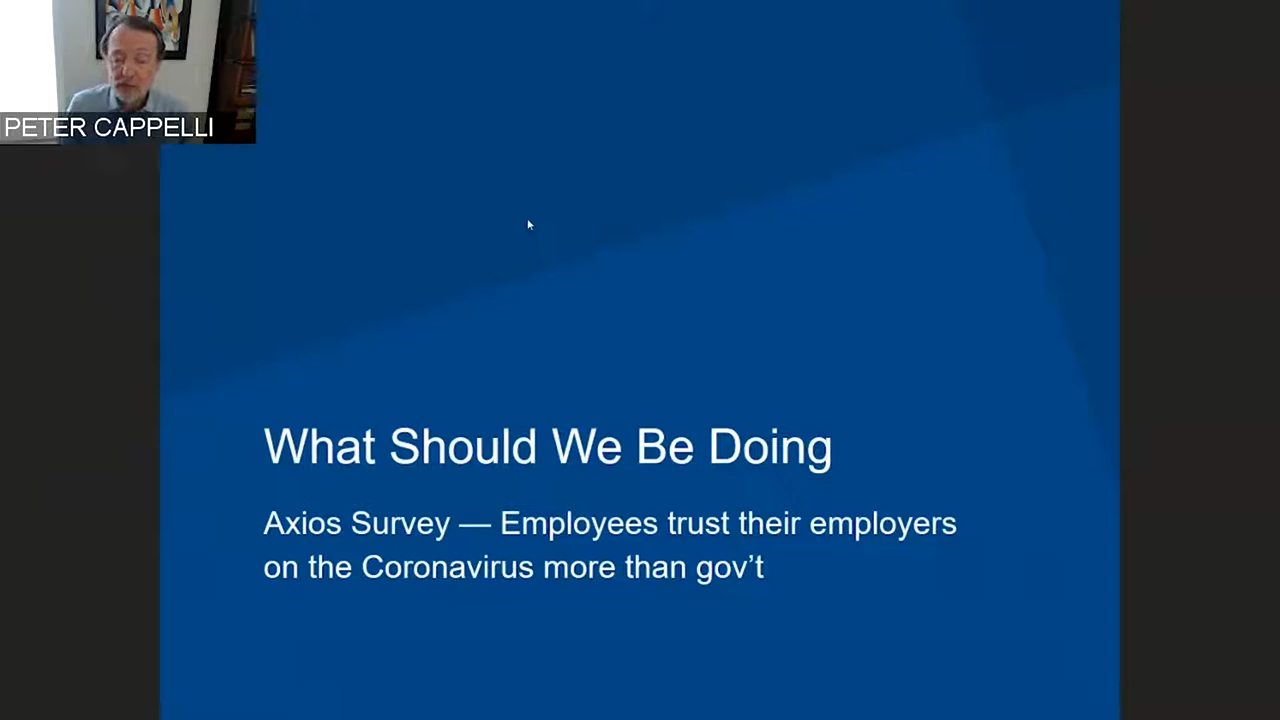 PETER CAPPELLI
What Should We Be Doing
Axios Survey — Employees trust their employers
on the Coronavirus more than gov’t